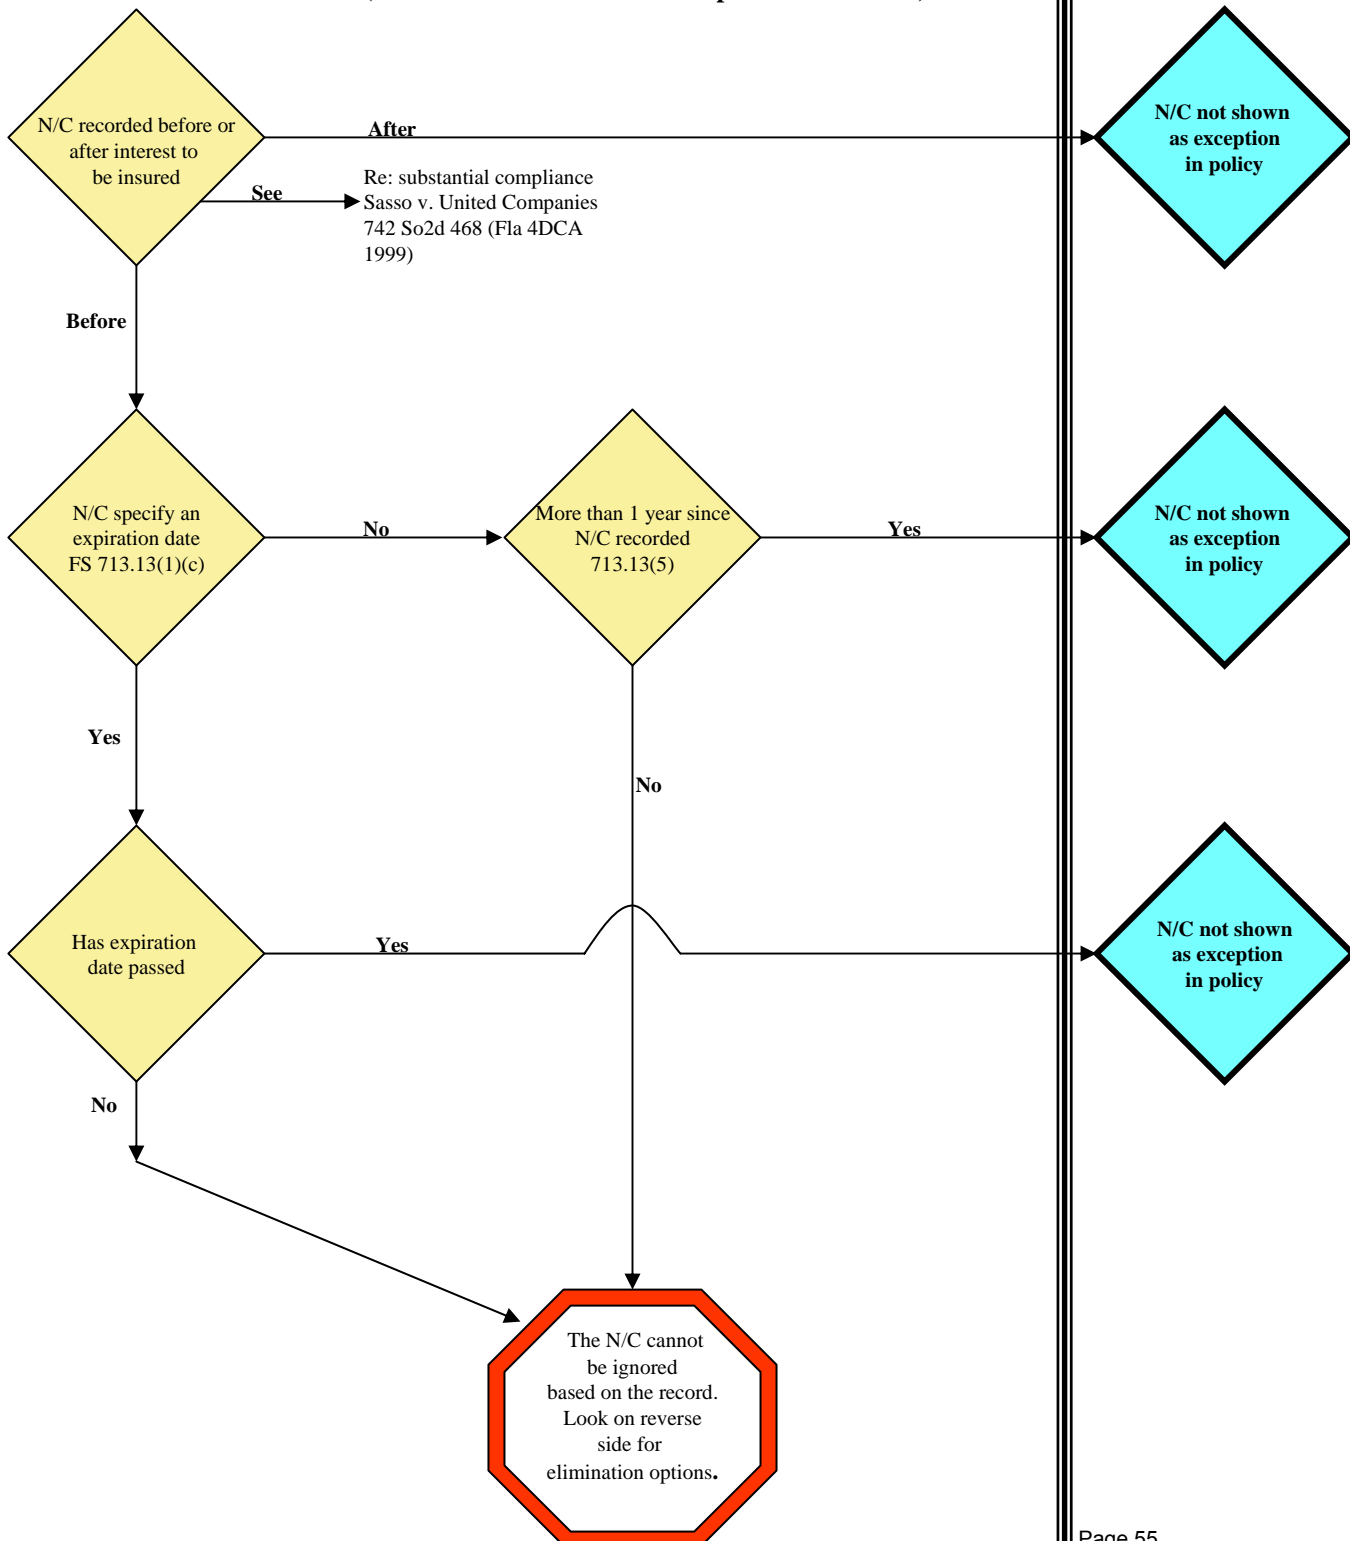 N/C recorded before or
after interest to
be insured
After
N/C not shown
as exception
in policy
See
Re: substantial compliance
Sasso v. United Companies
742 So2d 468 (Fla 4DCA
1999)
Before
N/C specify an
expiration date
FS 713.13(1)(c)
No
More than 1 year since
N/C recorded
713.13(5)
Yes
N/C not shown
as exception
in policy
Yes
No
Has expiration
date passed
Yes
N/C not shown
as exception
in policy
No
The N/C cannot
be ignored
based on the record.
Look on reverse
side for
elimination options.
Page 55